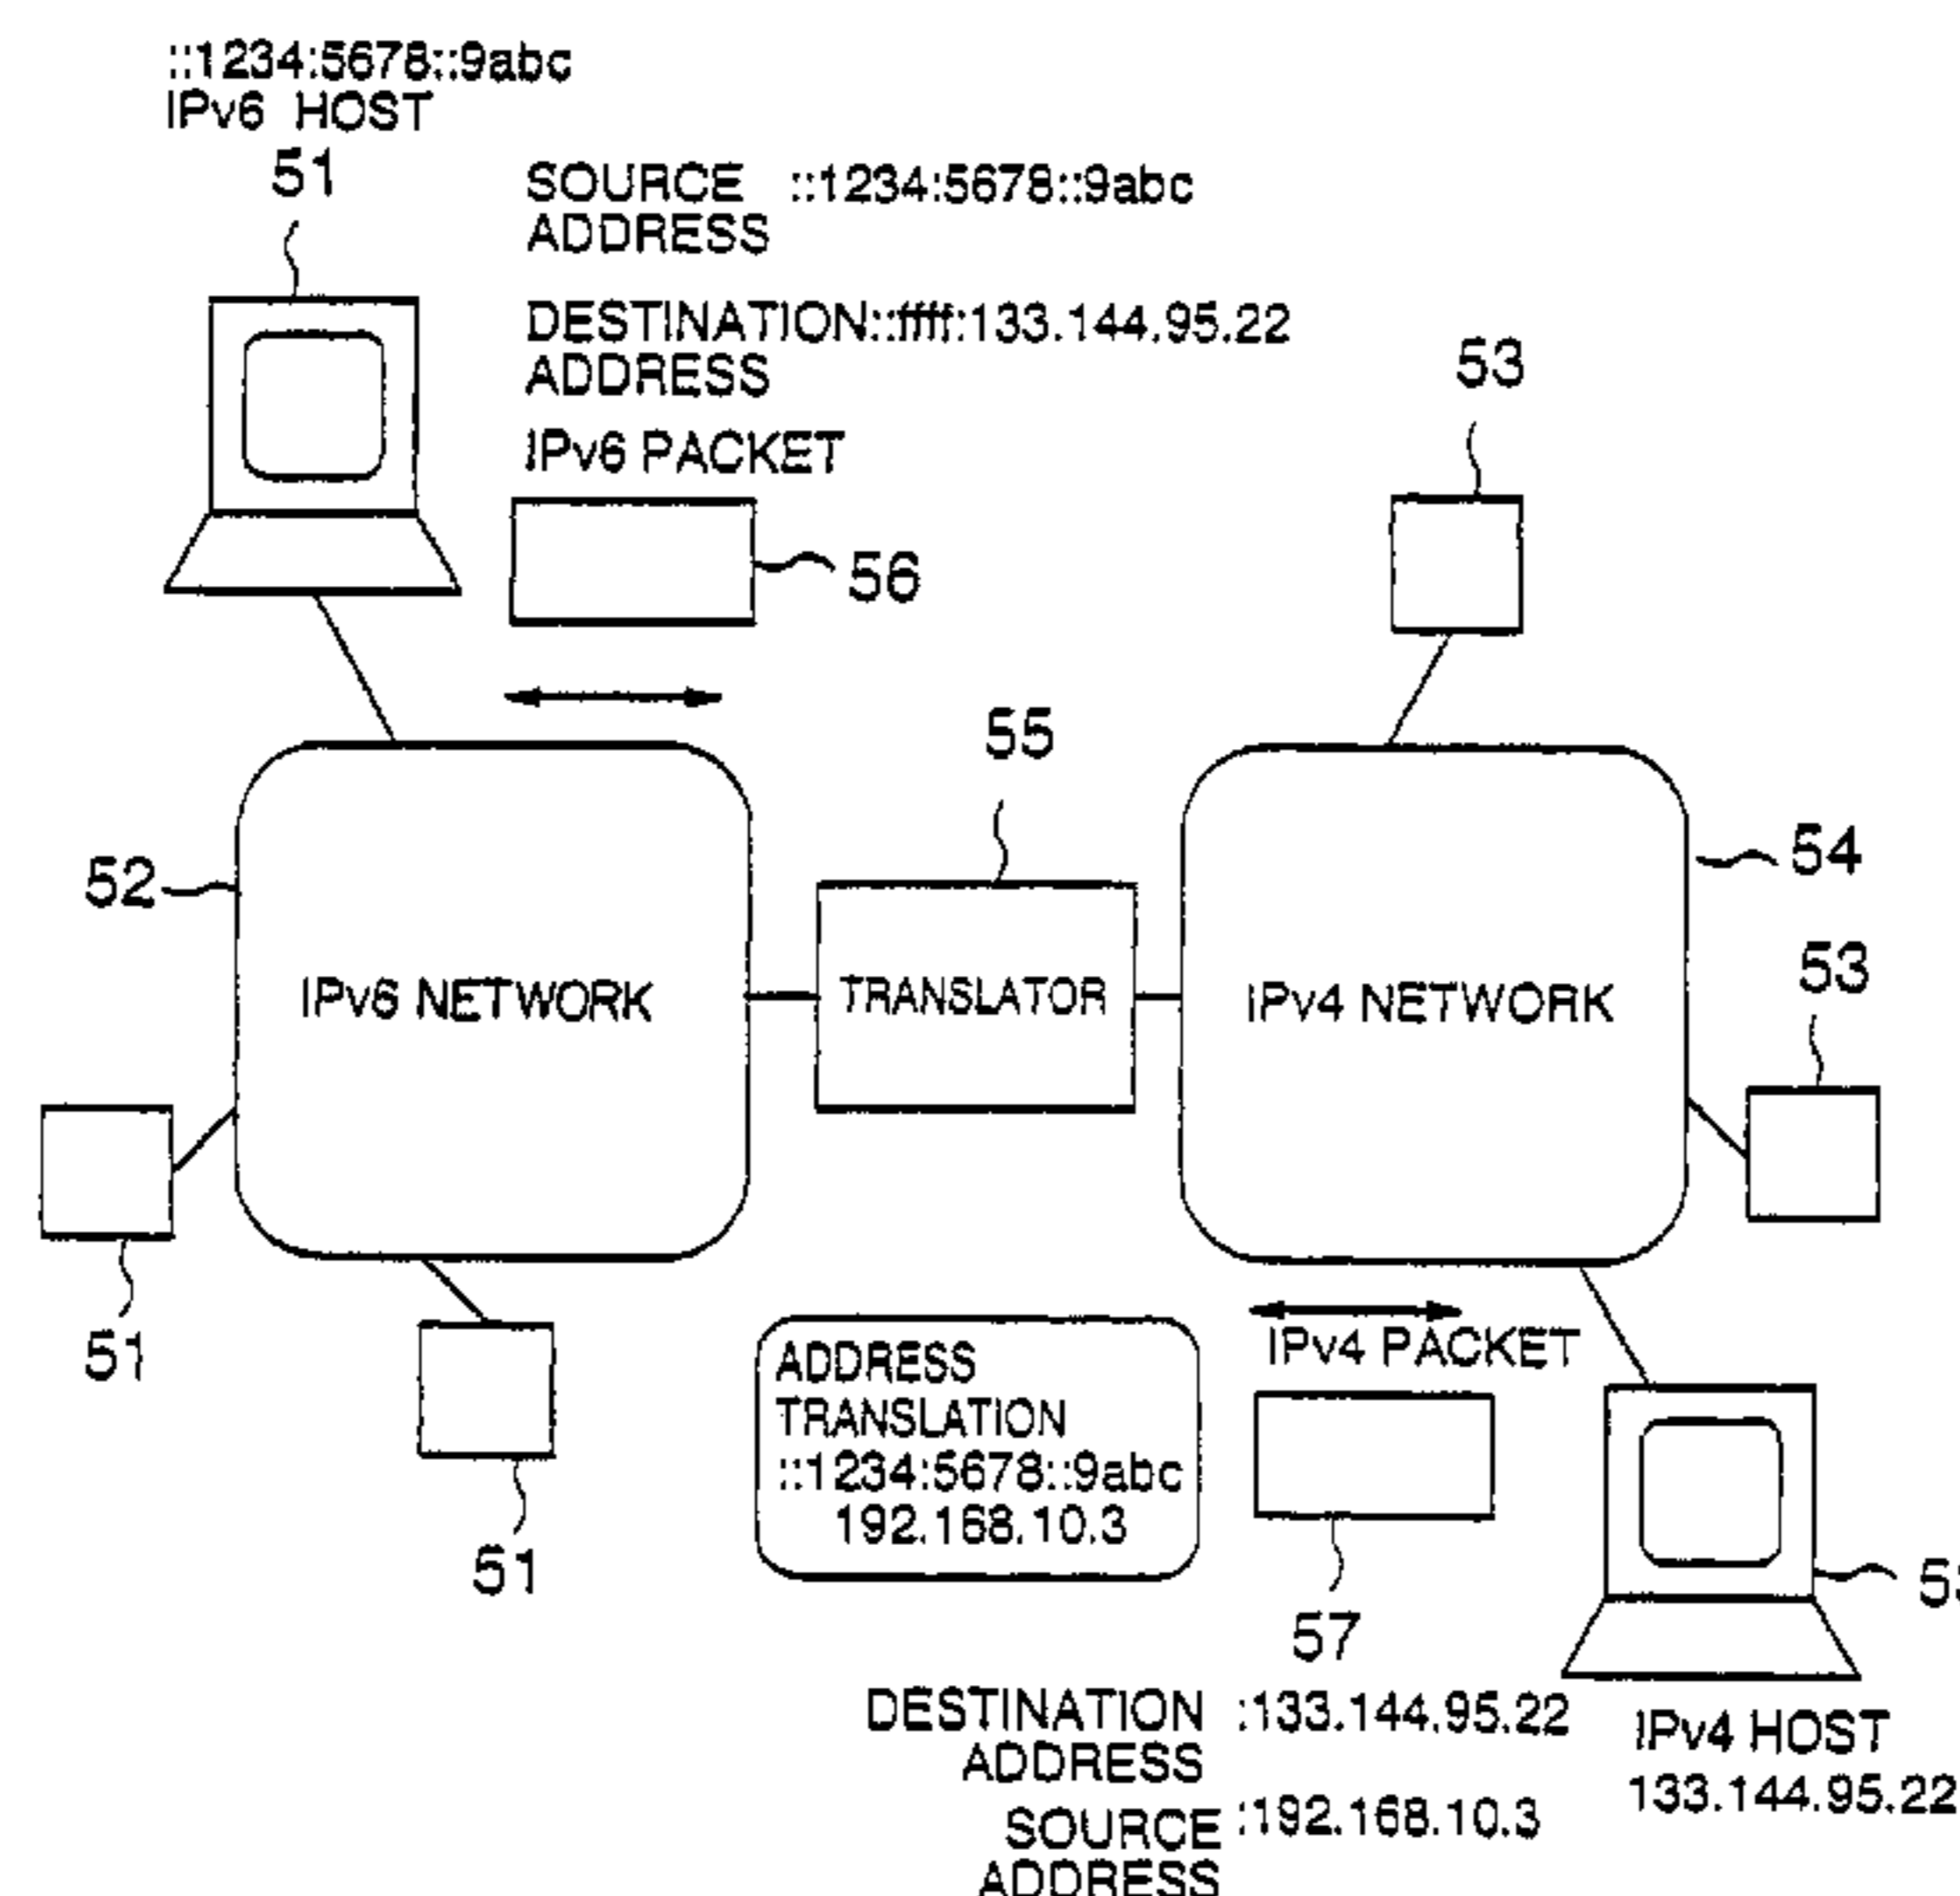 ::1234:5678::9abc
IPv6 HOST
51
SOURCE ::1234:5678::9abc
ADDRESS
DESTINATION::ffff:133.144.95.22
ADDRESS
IPv6 PACKET
56
53
55
52
54
IPv6 NETWORK
TRANSLATOR
IPv4 NETWORK
53
51
51
ADDRESS
TRANSLATION
::1234:5678::9abc
192.168.10.3
IPv4 PACKET
57
DESTINATION :133.144.95.22
ADDRESS
SOURCE :192.168.10.3
ADDRESS
IPv4 HOST
133.144.95.22